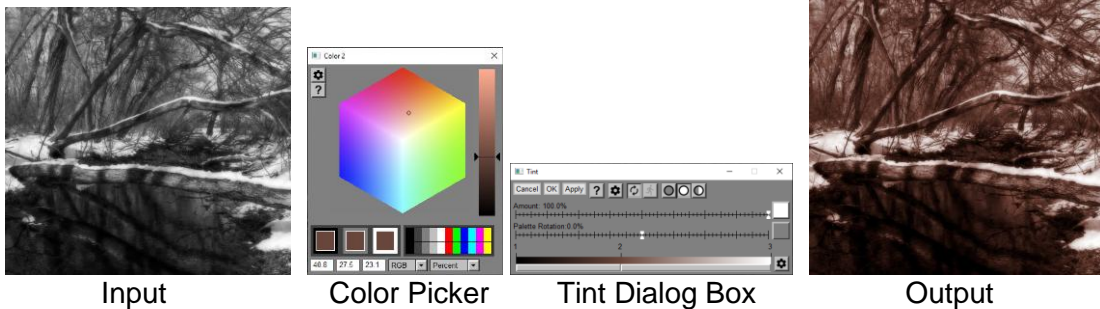 Color 2
?
40.8 27.5 23.1 RGB Percent
Tint
Cancel OK Apply ?
Amount: 100.0%
Palette Rotation:0.0%
1 2 3
Input
Color Picker
Tint Dialog Box
Output